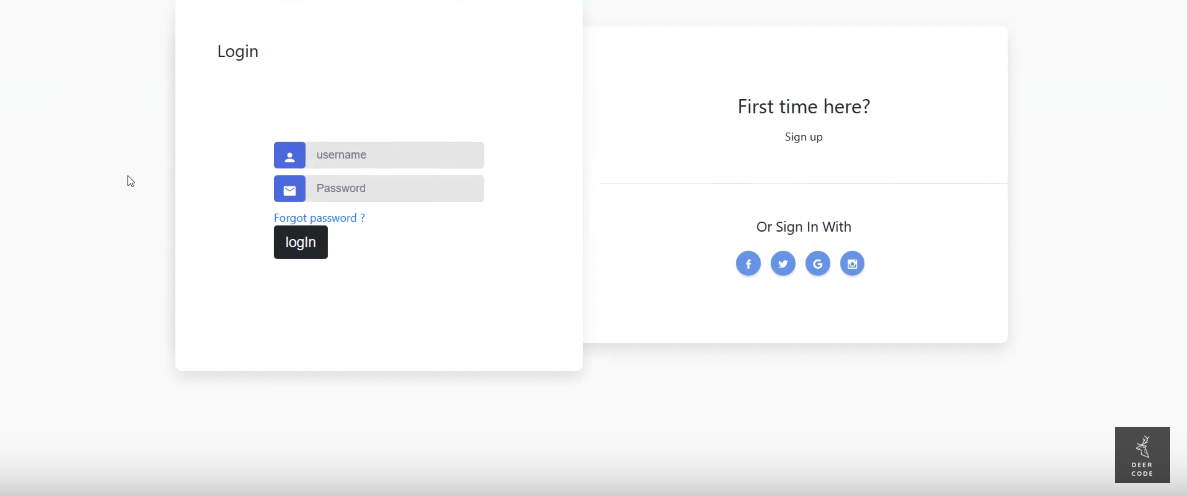 Login
username
Password
Forgot password ?
logIn
First time here?
Sign up
Or Sign In With
DEER
CODE